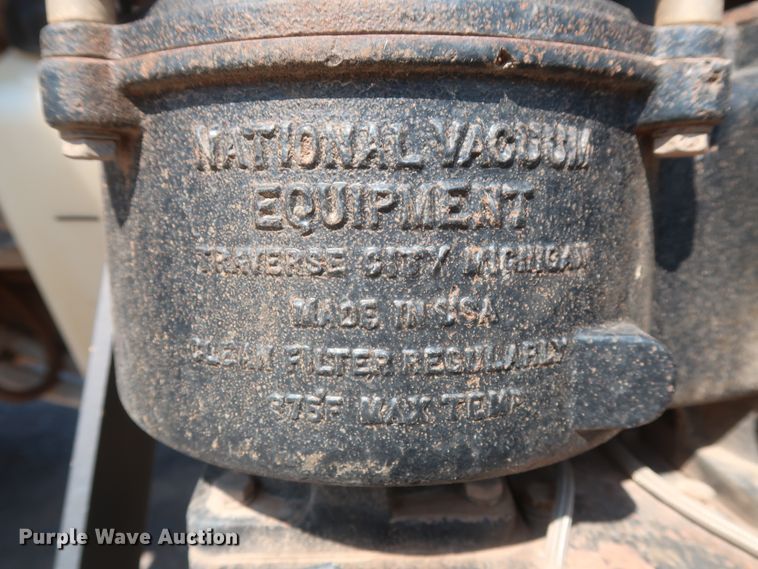 NATIONAL VACUUM
EQUIPMENT
TRAVERSE CITY MICHIGAN
MADE IN USA
CLEAN FILTER REGULARLY
375F MAX TEMP
Purple Wave Auction